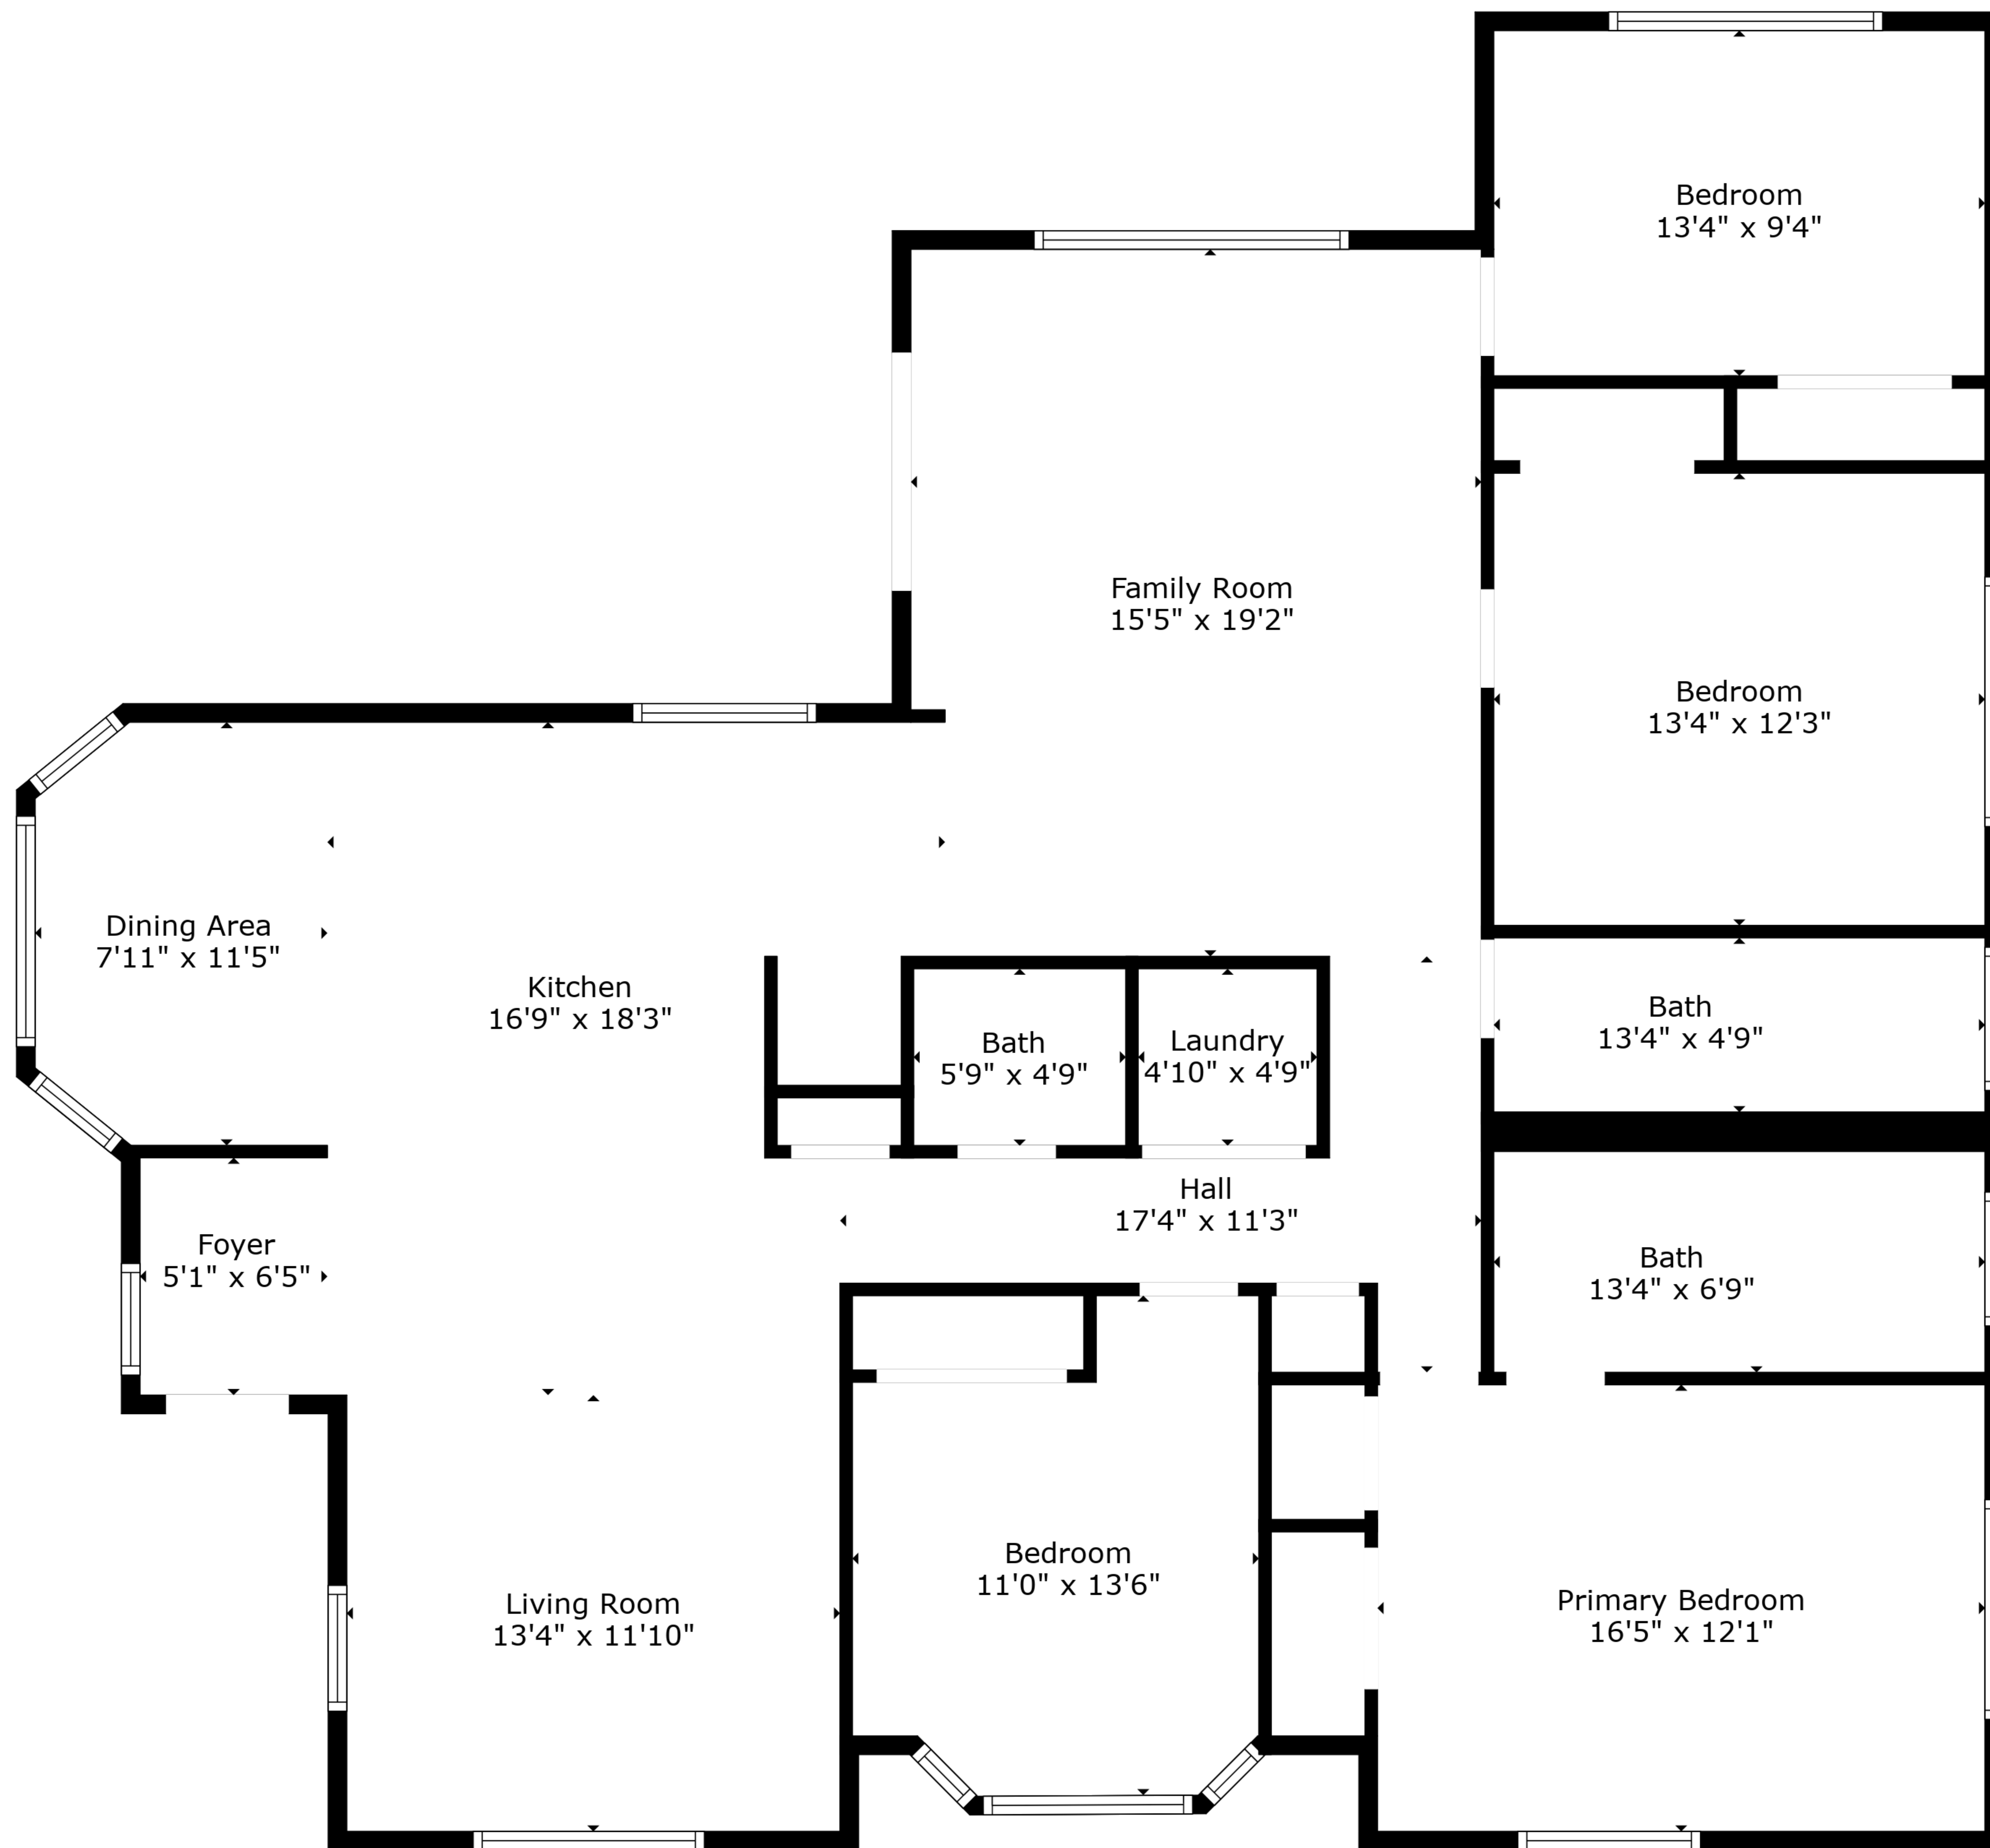 Bedroom
13'4" x 9'4"
Family Room
15'5" x 19'2"
Bedroom
13'4" x 12'3"
Dining Area
7'11" x 11'5"
Kitchen
16'9" x 18'3"
Bath
5'9" x 4'9"
Laundry
4'10" x 4'9"
Bath
13'4" x 4'9"
Hall
17'4" x 11'3"
Foyer
5'1" x 6'5"
Bath
13'4" x 6'9"
Bedroom
11'0" x 13'6"
Living Room
13'4" x 11'10"
Primary Bedroom
16'5" x 12'1"